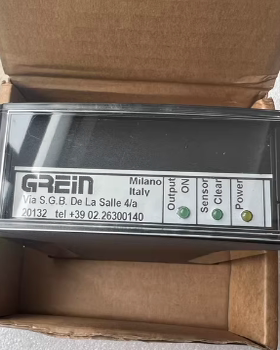 GREIN
Milano
Italy
Via S.G.B. De La Salle 4/a
20132 tel +39 02.26300140
Output
ON
Sensor
Clear
Power